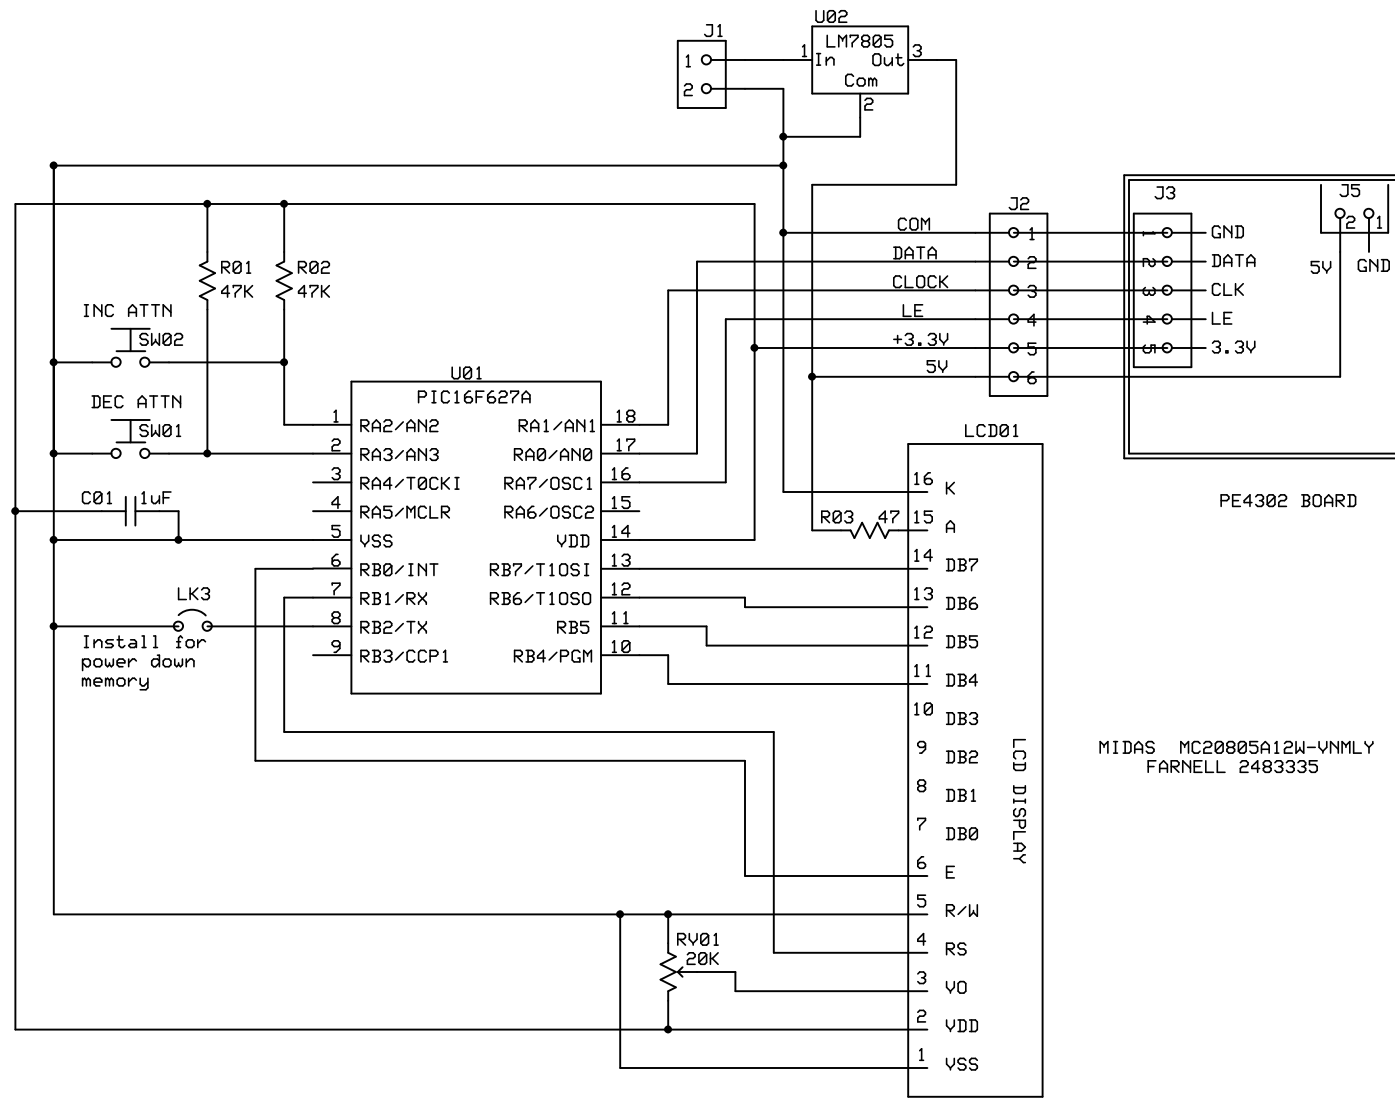 U02
J1
LM7805
1 In Out 3
Com
2
1
2
J3
J5
J2
2 1
COM
1
1
GND
DATA
2
2
DATA
5V
GND
CLOCK
3
3
CLK
LE
4
4
LE
+3.3V
5
5
3.3V
5V
6
R01
47K
R02
47K
INC ATTN
SW02
DEC ATTN
SW01
C01
1uF
LK3
Install for
power down
memory
U01
PIC16F627A
1 RA2/AN2
2 RA3/AN3
3 RA4/T0CKI
4 RA5/MCLR
5 VSS
6 RB0/INT
7 RB1/RX
8 RB2/TX
9 RB3/CCP1
RA1/AN1 18
RA0/AN0 17
RA7/OSC1 16
RA6/OSC2 15
VDD 14
RB7/T1OSI 13
RB6/T1OSO 12
RB5 11
RB4/PGM 10
R03 47
LCD01
16 K
15 A
14 DB7
13 DB6
12 DB5
11 DB4
10 DB3
9 DB2
8 DB1
7 DB0
6 E
5 R/W
4 RS
3 VO
2 VDD
1 VSS
LCD DISPLAY
RV01
20K
PE4302 BOARD
MIDAS MC20805A12W-VNMLY
FARNELL 2483335